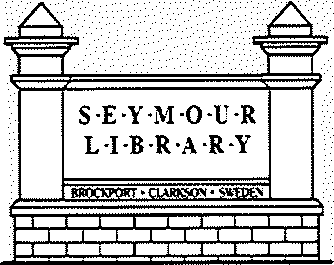 S·E·Y·M·O·U·R
L·I·B·R·A·R·Y
BROCKPORT · CLARKSON · SWEDEN